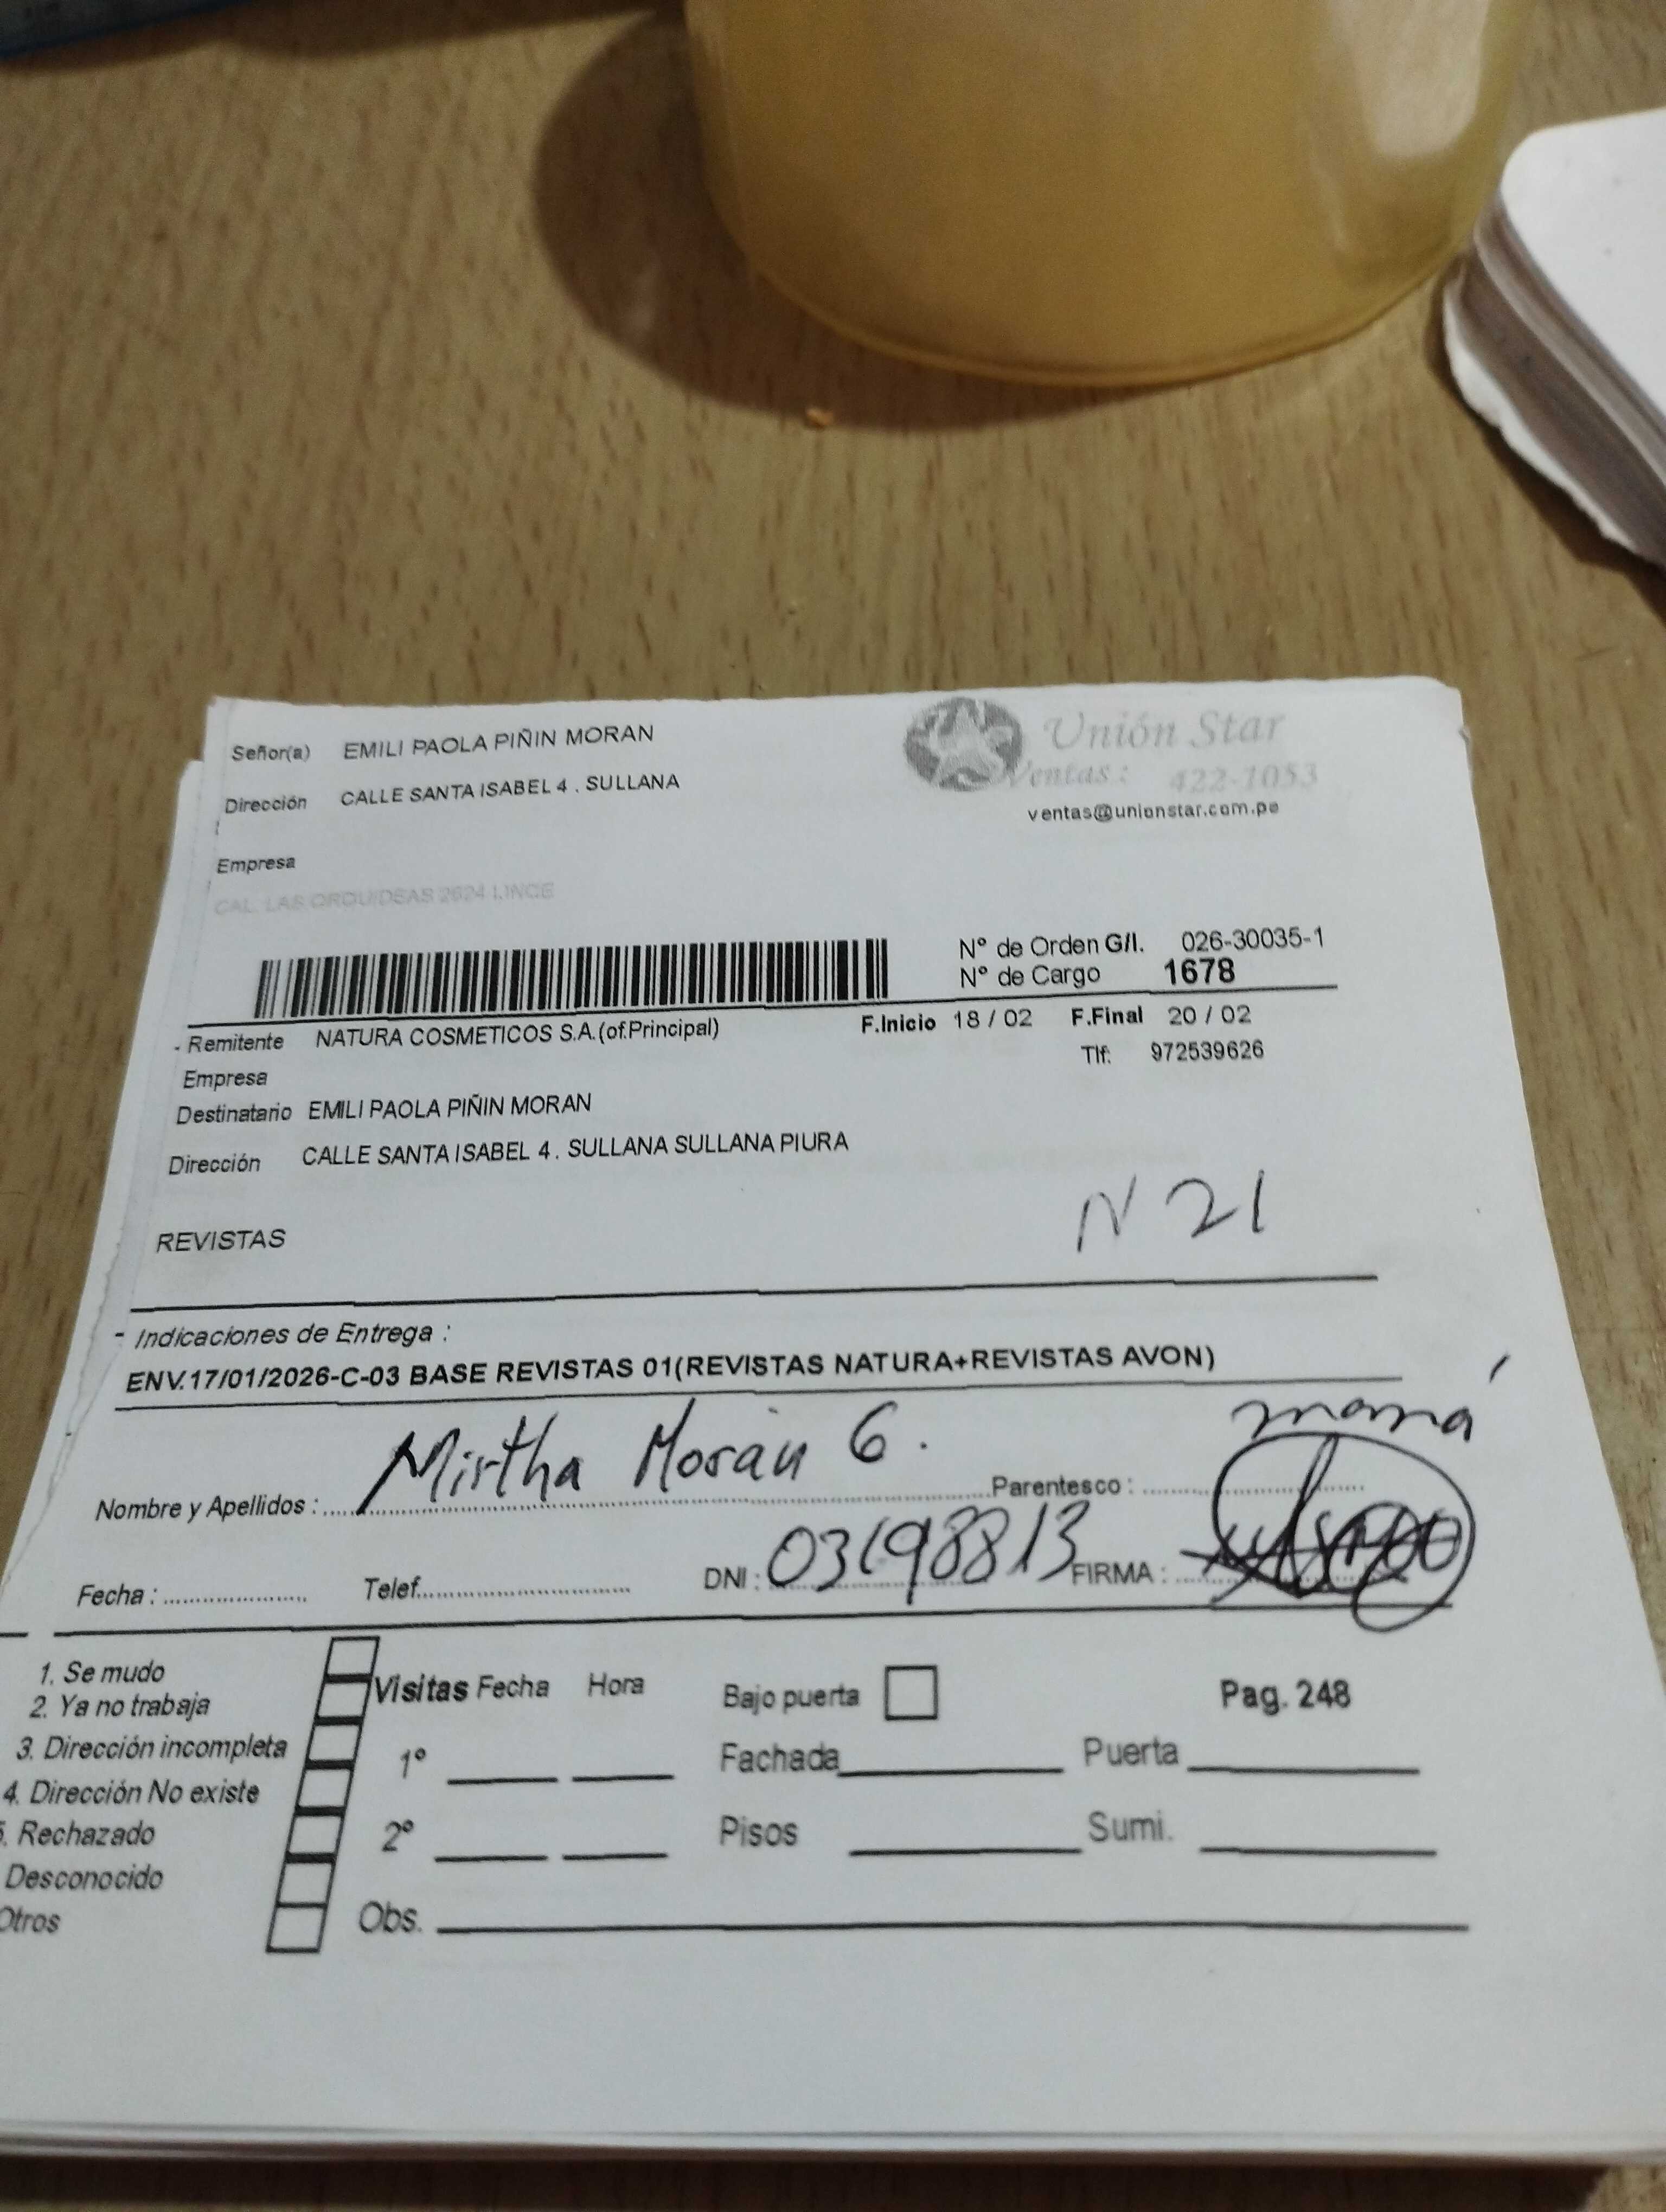 Señor(a) EMILI PAOLA PIÑIN MORAN
Dirección CALLE SANTA ISABEL 4 . SULLANA
Unión Star
Ventas : 422-1053
ventas@unionstar.com.pe
Empresa
CAL. LAS ORQUIDEAS 2624 LINCE
Nº de Orden G/I. 026-30035-1
Nº de Cargo 1678
- Remitente NATURA COSMETICOS S.A.(of.Principal) F.Inicio 18 / 02 F.Final 20 / 02
Empresa Tlf: 972539626
Destinatario EMILI PAOLA PIÑIN MORAN
Dirección CALLE SANTA ISABEL 4 . SULLANA SULLANA PIURA
N 21
REVISTAS
- Indicaciones de Entrega :
ENV.17/01/2026-C-03 BASE REVISTAS 01(REVISTAS NATURA+REVISTAS AVON)
Nombre y Apellidos : Mirtha Morán G. Parentesco : mamá
Fecha : Telef. DNI : 03698813 FIRMA :
1. Se mudo
2. Ya no trabaja
3. Dirección incompleta
4. Dirección No existe
5. Rechazado
Desconocido
Otros
Visitas Fecha Hora Bajo puerta Pag. 248
1º Fachada Puerta
2º Pisos Sumi.
Obs.